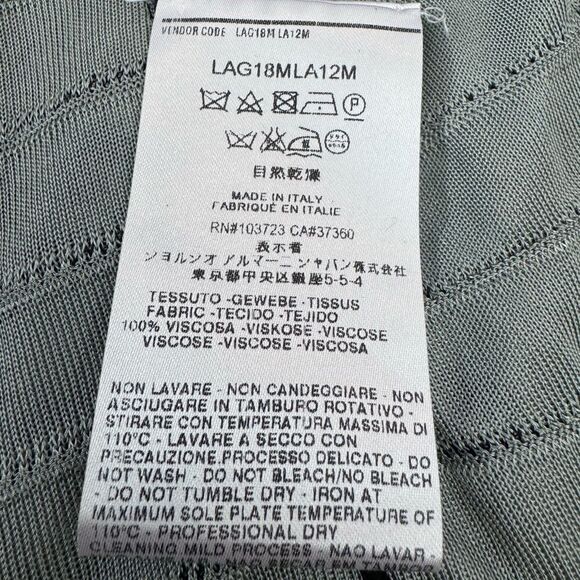 VENDOR CODE LAG18M LA12M
LAG18MLA12M
P
自然乾燥
MADE IN ITALY
FABRIQUÉ EN ITALIE
RN#103723 CA#37360
表示者
ジョルジオ アルマーニ ジャパン株式会社
東京都中央区銀座5-5-4
TESSUTO -GEWEBE -TISSUS
FABRIC -TECIDO -TEJIDO
100% VISCOSA -VISKOSE -VISCOSE
VISCOSE -VISCOSE -VISCOSA
NON LAVARE - NON CANDEGGIARE - NON
ASCIUGARE IN TAMBURO ROTATIVO -
STIRARE CON TEMPERATURA MASSIMA DI
110°C - LAVARE A SECCO CON
PRECAUZIONE.PROCESSO DELICATO - DO
NOT WASH - DO NOT BLEACH/NO BLEACH
- DO NOT TUMBLE DRY - IRON AT
MAXIMUM SOLE PLATE TEMPERATURE OF
110°C - PROFESSIONAL DRY
CLEANING MILD PROCESS NAO LAVAR -